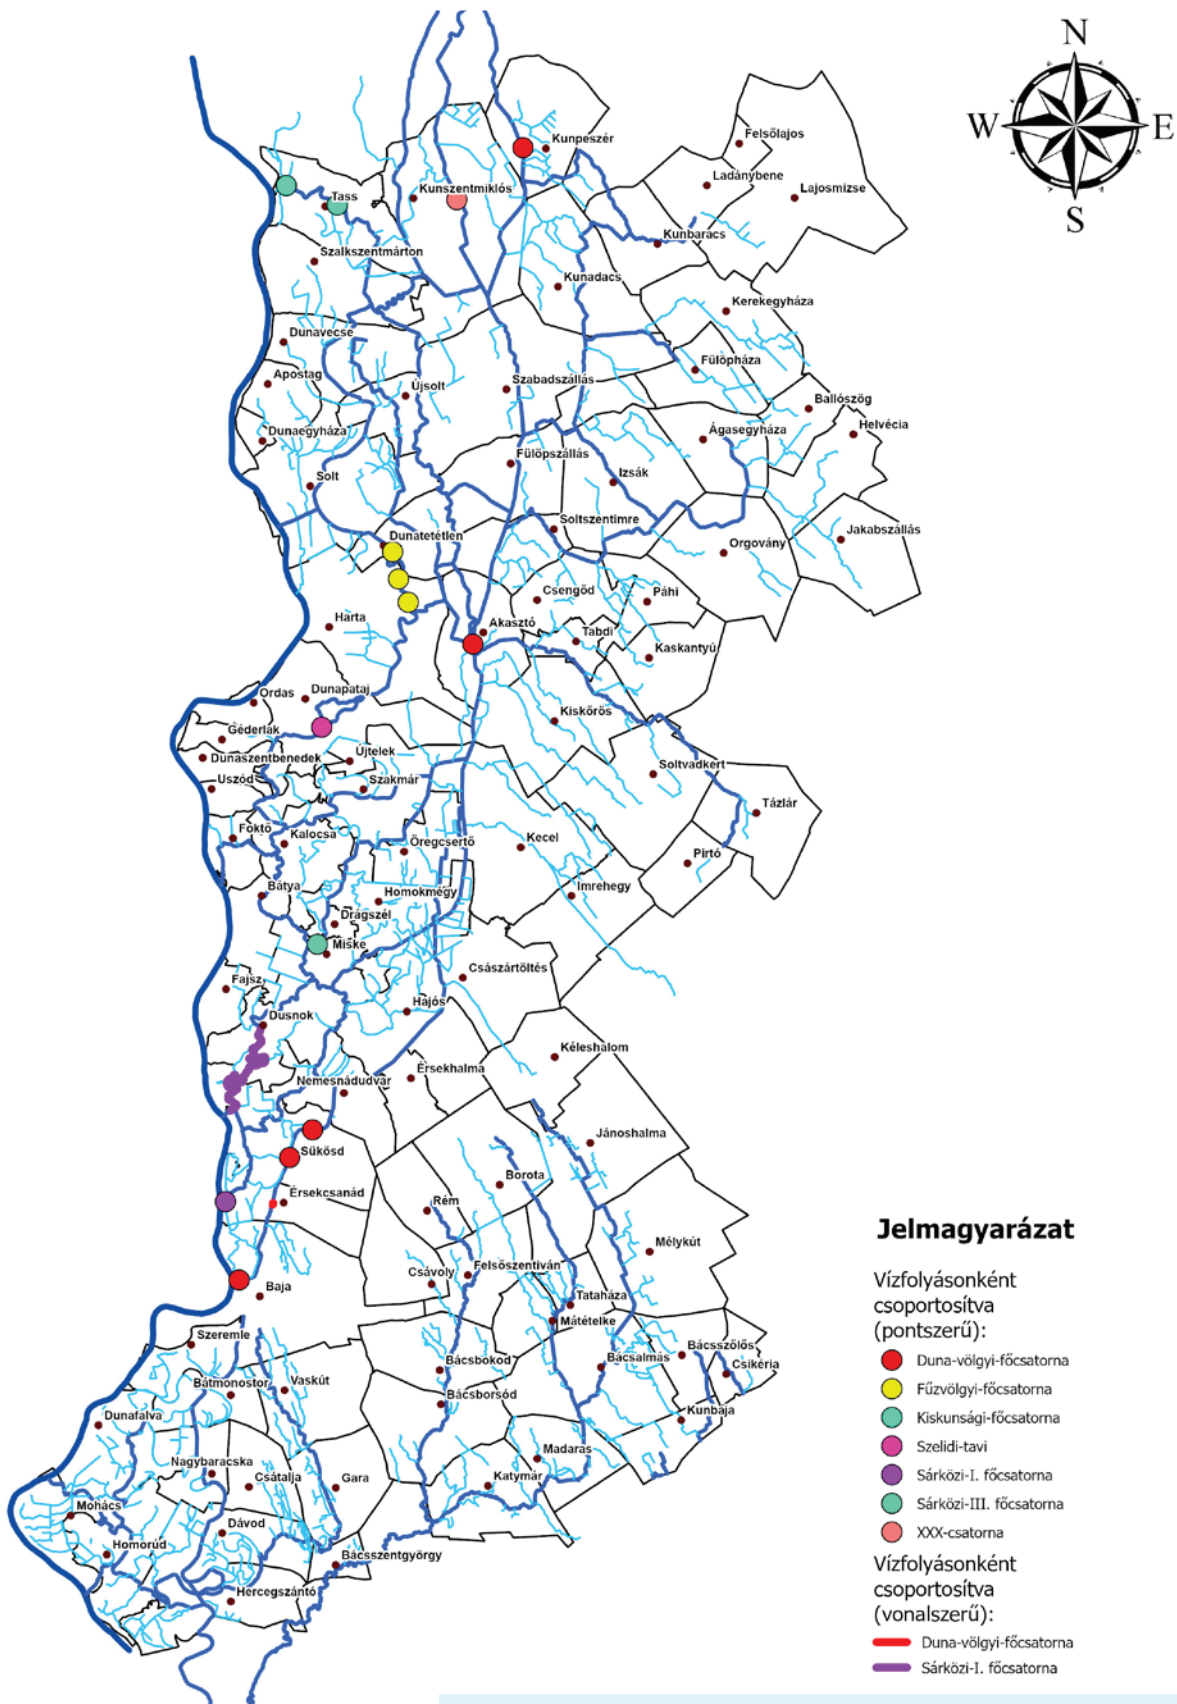 N
W
E
S
Kunpeszér
Felsőlajos
Ladánybene
Lajosmizse
Tass
Kunszentmiklós
Kunbaracs
Szalkszentmárton
Kunadacs
Kerekegyháza
Dunavecse
Fülöpháza
Apostag
Újsolt
Szabadszállás
Ballószög
Helvécia
Dunaegyháza
Ágasegyháza
Fülöpszállás
Izsák
Solt
Soltszentimre
Dunatetétlen
Orgovány
Jakabszállás
Csengőd
Páhi
Harta
Akasztó
Tabdi
Kaskantyú
Ordas
Dunapataj
Kiskőrös
Géderlak
Dunaszentbenedek
Újtelek
Soltvadkert
Uszód
Szakmár
Tázlár
Foktő
Kalocsa
Öregcsertő
Kecel
Pirtó
Bátya
Homokmégy
Imrehegy
Drágszél
Miske
Fajsz
Császártöltés
Hajós
Dusnok
Kéleshalom
Érsekhalma
Nemesnádudvar
Jánoshalma
Sükösd
Borota
Érsekcsanád
Rém
Mélykút
Csávoly
Felsőszentiván
Baja
Tataháza
Mátételke
Szeremle
Bácsszőlős
Bácsbokod
Bácsalmás
Csikéria
Bátmonostor
Vaskút
Bácsborsód
Dunafalva
Kunbaja
Madaras
Nagybaracska
Csátalja
Gara
Katymár
Mohács
Dávod
Homorúd
Bácsszentgyörgy
Hercegszántó
Jelmagyarázat
Vízfolyásonként
csoportosítva
(pontszerű):
Duna-völgyi-főcsatorna
Fűzvölgyi-főcsatorna
Kiskunsági-főcsatorna
Szelidi-tavi
Sárközi-I. főcsatorna
Sárközi-III. főcsatorna
XXX-csatorna
Vízfolyásonként
csoportosítva
(vonalszerű):
Duna-völgyi-főcsatorna
Sárközi-I. főcsatorna